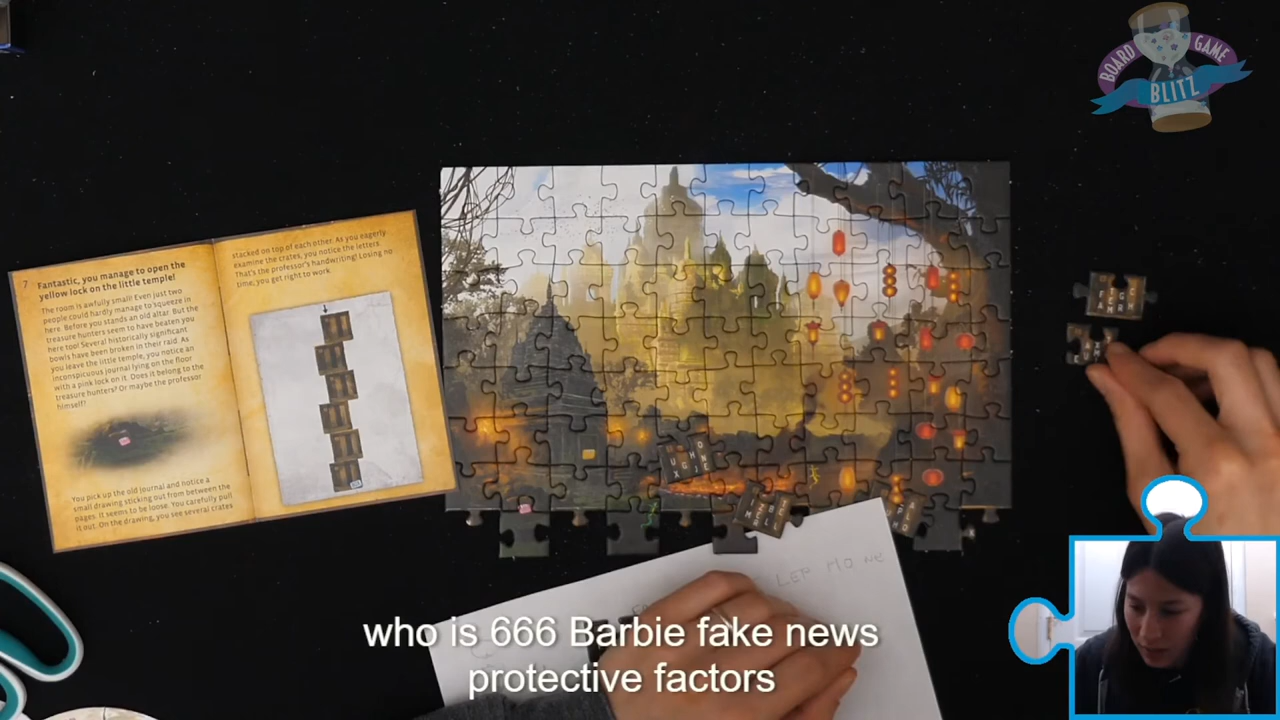 BOARD GAME
BLITZ
7 Fantastic, you manage to open the
yellow lock on the little temple!
The room is awfully small! Even just two
people could hardly manage to squeeze in
here. Before you stands an old altar. But the
treasure hunters seem to have beaten you
here too! Several historically significant
bowls have been broken in their raid. As
you leave the little temple, you notice an
inconspicuous journal lying on the floor
with a pink lock on it. Does it belong to the
treasure hunters? Or maybe the professor
himself?
You pick up the old journal and notice a
small drawing sticking out from between the
pages. It seems to be loose. You carefully pull
it out. On the drawing, you see several crates
stacked on top of each other. As you eagerly
examine the crates, you notice the letters.
That's the professor's handwriting! Losing no
time, you get right to work.
who is 666 Barbie fake news
protective factors